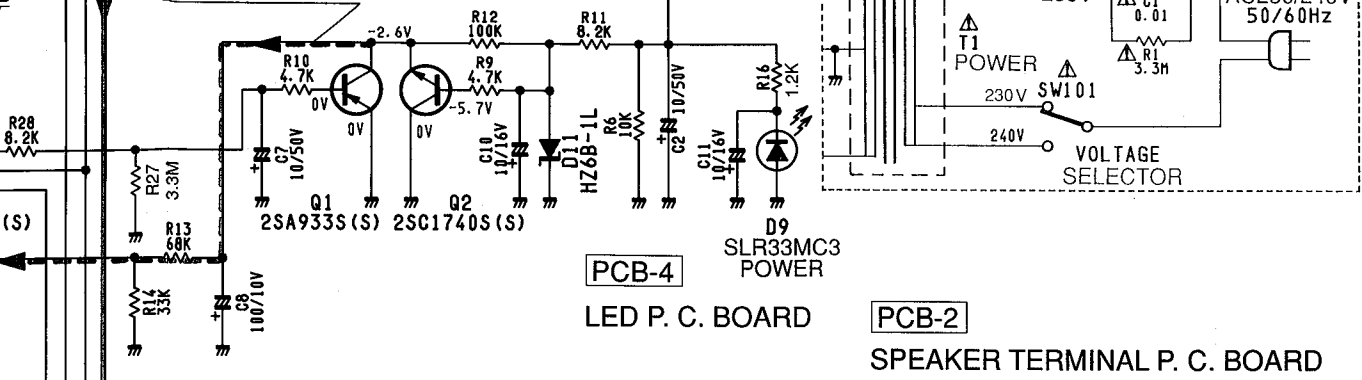 R28
8.2K
(S)
R27
3.3M
R13
68K
R14
33K
C8
100/10V
C7
10/50V
R10
4.7K
0V
0V
Q1
2SA933S(S)
-2.6V
R12
100K
R9
4.7K
-5.7V
0V
Q2
2SC1740S(S)
C10
10/16V
D11
HZ6B-1L
R11
8.2K
R6
10K
C2
10/50V
R16
1.2K
C11
10/16V
D9
SLR33MC3
POWER
PCB-4
LED P. C. BOARD
T1
POWER
C1
0.01
R1
3.3M
50/60Hz
230V
SW101
240V
VOLTAGE
SELECTOR
PCB-2
SPEAKER TERMINAL P. C. BOARD